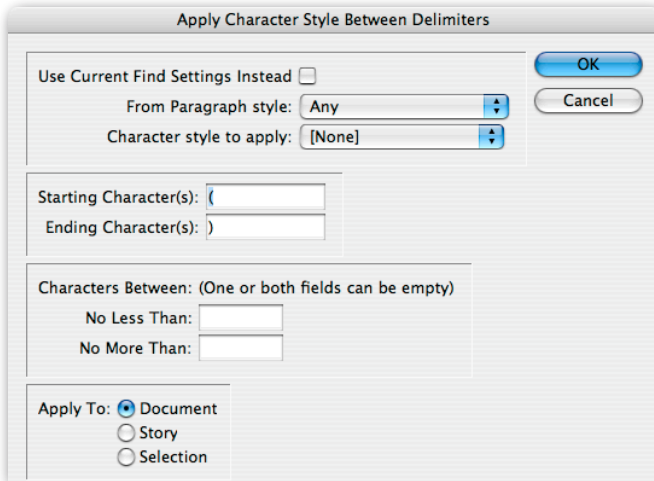 Apply Character Style Between Delimiters
Use Current Find Settings Instead
From Paragraph style: Any
Character style to apply: [None]
OK
Cancel
Starting Character(s): (
Ending Character(s): )
Characters Between: (One or both fields can be empty)
No Less Than:
No More Than:
Apply To: Document
Story
Selection